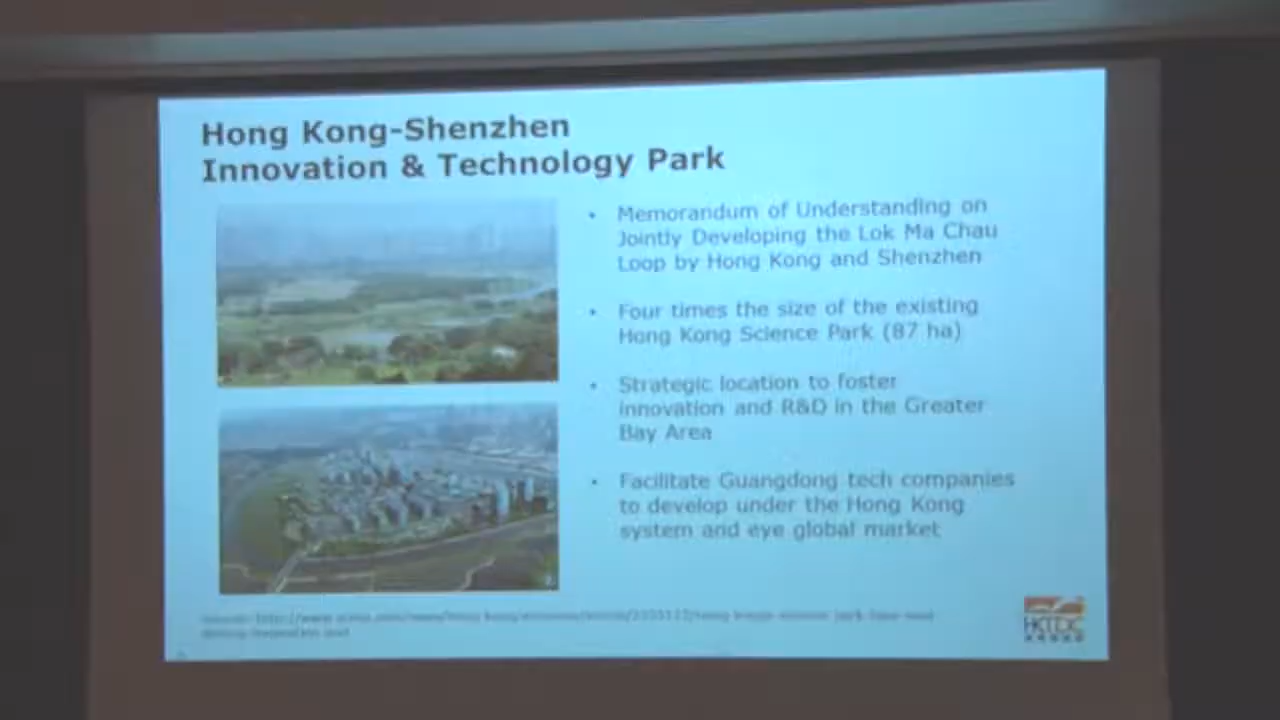 Hong Kong-Shenzhen
Innovation & Technology Park
• Memorandum of Understanding on
Jointly Developing the Lok Ma Chau
Loop by Hong Kong and Shenzhen
• Four times the size of the existing
Hong Kong Science Park (87 ha)
• Strategic location to foster
innovation and R&D in the Greater
Bay Area
• Facilitate Guangdong tech companies
to develop under the Hong Kong
system and eye global market
HKTDC